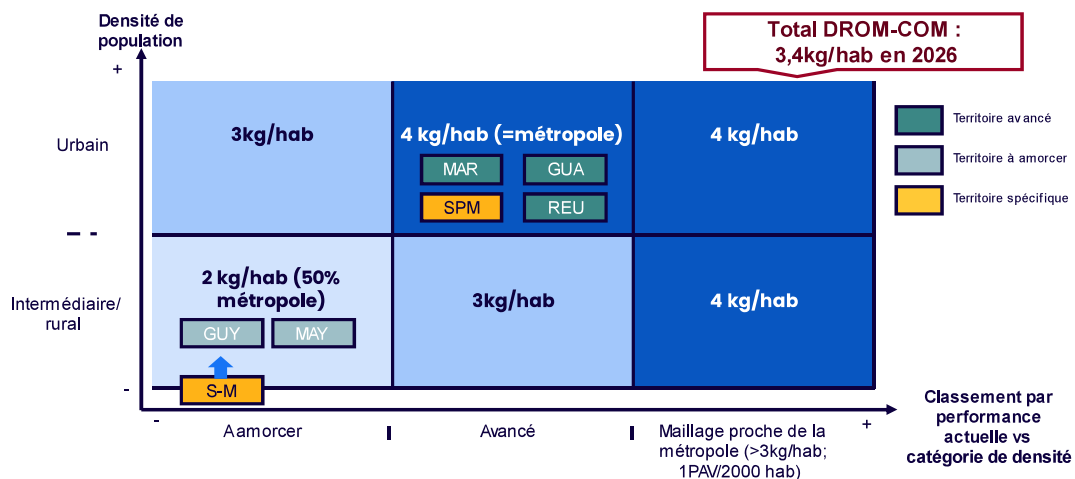 Densité de
population
+
Total DROM-COM :
3,4kg/hab en 2026
Urbain
3kg/hab
4 kg/hab (=métropole)
4 kg/hab
MAR
GUA
SPM
REU
Territoire avancé
Territoire à amorcer
Territoire spécifique
Intermédiaire/
rural
2 kg/hab (50%
métropole)
3kg/hab
4 kg/hab
GUY
MAY
S-M
-
-
A amorcer
Avancé
Maillage proche de la
métropole (>3kg/hab;
1PAV/2000 hab)
+
Classement par
performance
actuelle vs
catégorie de densité